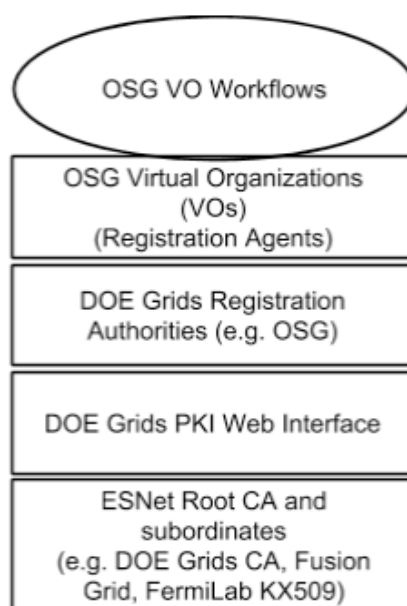 OSG VO Workflows
OSG Virtual Organizations
(VOs)
(Registration Agents)
DOE Grids Registration
Authorities (e.g. OSG)
DOE Grids PKI Web Interface
ESNet Root CA and
subordinates
(e.g. DOE Grids CA, Fusion
Grid, FermiLab KX509)